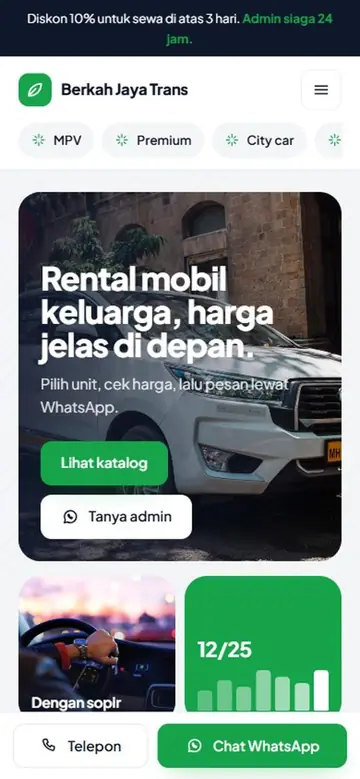 Diskon 10% untuk sewa di atas 3 hari. Admin siaga 24
jam.
Berkah Jaya Trans
MPV
Premium
City car
Rental mobil
keluarga, harga
jelas di depan.
Pilih unit, cek harga, lalu pesan lewat
WhatsApp.
Lihat katalog
Tanya admin
12/25
Dengan sopir
Telepon
Chat WhatsApp